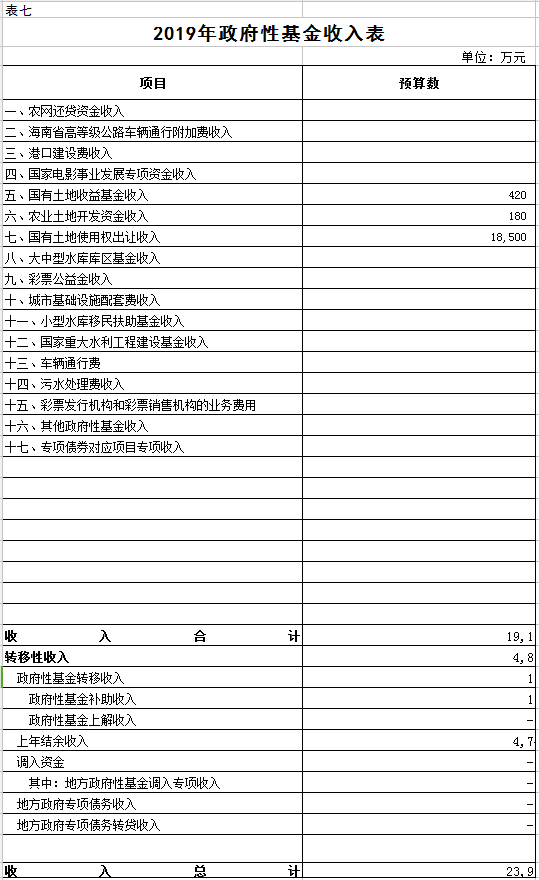 表七
2019年政府性基金收入表
单位：万元
项目 预算数
一、农网还贷资金收入
二、海南省高等级公路车辆通行附加费收入
三、港口建设费收入
四、国家电影事业发展专项资金收入
五、国有土地收益基金收入 420
六、农业土地开发资金收入 180
七、国有土地使用权出让收入 18,500
八、大中型水库库区基金收入
九、彩票公益金收入
十、城市基础设施配套费收入
十一、小型水库移民扶助基金收入
十二、国家重大水利工程建设基金收入
十三、车辆通行费
十四、污水处理费收入
十五、彩票发行机构和彩票销售机构的业务费用
十六、其他政府性基金收入
十七、专项债券对应项目专项收入
收入合计 19,1
转移性收入 4,8
政府性基金转移收入 1
政府性基金补助收入 1
政府性基金上解收入 -
上年结余收入 4,7
调入资金 -
其中：地方政府性基金调入专项收入 -
地方政府专项债务收入 -
地方政府专项债务转贷收入 -
收入总计 23,9